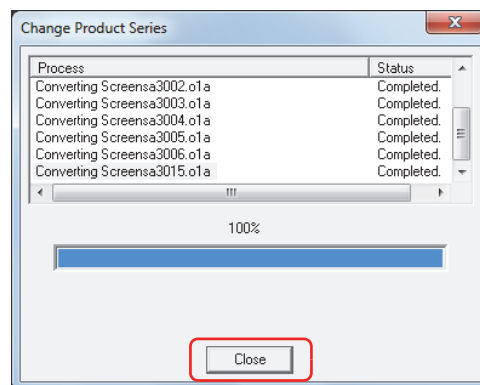 Change Product Series
Process Status
Converting Screensa3002.o1a Completed.
Converting Screensa3003.o1a Completed.
Converting Screensa3004.o1a Completed.
Converting Screensa3005.o1a Completed.
Converting Screensa3006.o1a Completed.
Converting Screensa3015.o1a Completed.
100%
Close